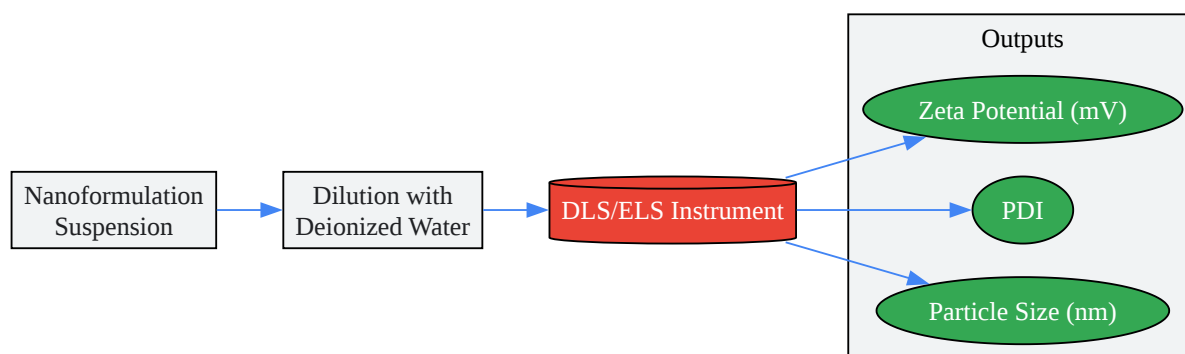 Outputs
Zeta Potential (mV)
Nanoformulation
Suspension
Dilution with
Deionized Water
DLS/ELS Instrument
PDI
Particle Size (nm)